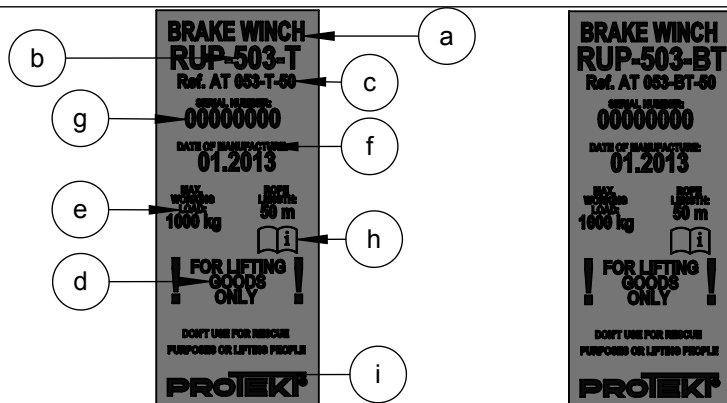 BRAKE WINCH
RUP-503-T
Ref. AT 053-T-50
SERIAL NUMBER:
00000000
DATE OF MANUFACTURE:
01.2013
MAX.
WORKING
LOAD:
1000 kg
ROPE
LENGTH:
50 m
i
! FOR LIFTING !
GOODS
ONLY
DON'T USE FOR RESCUE
PURPOSES OR LIFTING PEOPLE
PROTEKT®
a
b
c
g
f
e
h
d
i
BRAKE WINCH
RUP-503-BT
Ref. AT 053-BT-50
SERIAL NUMBER:
00000000
DATE OF MANUFACTURE:
01.2013
MAX.
WORKING
LOAD:
1000 kg
ROPE
LENGTH:
50 m
i
! FOR LIFTING !
GOODS
ONLY
DON'T USE FOR RESCUE
PURPOSES OR LIFTING PEOPLE
PROTEKT